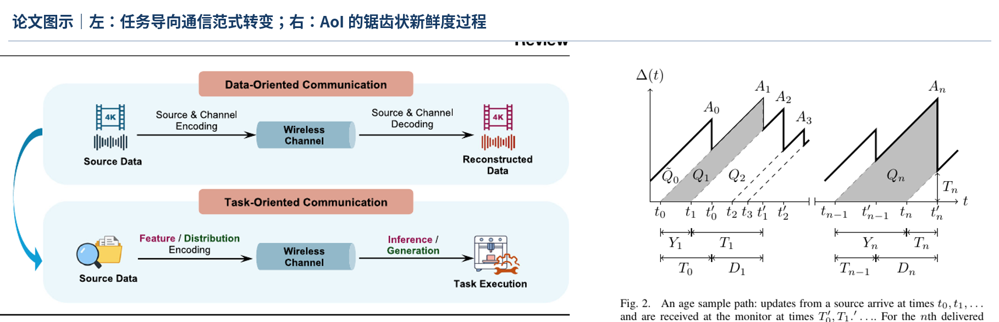 论文图示｜左：任务导向通信范式转变；右：AoI 的锯齿状新鲜度过程
Review
Data-Oriented Communication
4K
Source & Channel
Encoding
Wireless
Channel
Source & Channel
Decoding
4K
Source Data
Reconstructed
Data
Task-Oriented Communication
Feature / Distribution
Encoding
Wireless
Channel
Inference /
Generation
Source Data
Task Execution
Δ(t)
A₀
A₁
A₂
A₃
Aₙ
Q̃₀
Q₁
Q₂
Qₙ
Tₙ
t
t₀ t₁ t′₀ t₂ t₃ t′₁ t′₂ tₙ₋₁ t′ₙ₋₁ tₙ t′ₙ
Y₁ T₁ Yₙ Tₙ
T₀ D₁ Tₙ₋₁ Dₙ
Fig. 2. An age sample path: updates from a source arrive at times t₀, t₁, . . .
and are received at the monitor at times T′₀, T₁.′ . . .. For the nth delivered